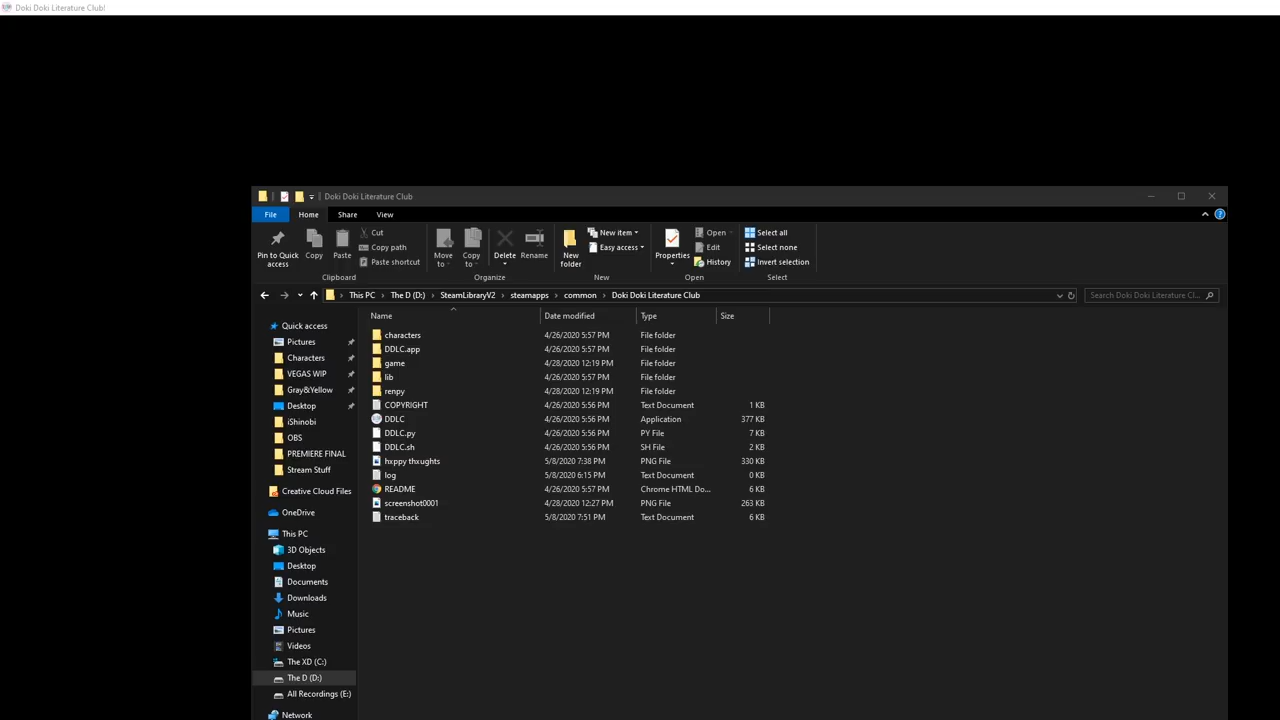 Doki Doki Literature Club!
Doki Doki Literature Club
File Home Share View
Pin to Quick access
Copy
Paste
Cut
Copy path
Paste shortcut
Clipboard
Move to
Copy to
Delete
Rename
Organize
New folder
New item
Easy access
New
Properties
Open
Edit
History
Open
Select all
Select none
Invert selection
Select
This PC > The D (D:) > SteamLibraryV2 > steamapps > common > Doki Doki Literature Club
Search Doki Doki Literature Cl...
Quick access
Pictures
Characters
VEGAS WIP
Gray&Yellow
Desktop
iShinobi
OBS
PREMIERE FINAL
Stream Stuff
Creative Cloud Files
OneDrive
This PC
3D Objects
Desktop
Documents
Downloads
Music
Pictures
Videos
The XD (C:)
The D (D:)
All Recordings (E:)
Network
Name Date modified Type Size
characters 4/26/2020 5:57 PM File folder
DDLC.app 4/26/2020 5:57 PM File folder
game 4/28/2020 12:19 PM File folder
lib 4/26/2020 5:57 PM File folder
renpy 4/28/2020 12:19 PM File folder
COPYRIGHT 4/26/2020 5:56 PM Text Document 1 KB
DDLC 4/26/2020 5:56 PM Application 377 KB
DDLC.py 4/26/2020 5:56 PM PY File 7 KB
DDLC.sh 4/26/2020 5:56 PM SH File 2 KB
hxppy thxughts 5/8/2020 7:38 PM PNG File 330 KB
log 5/8/2020 6:15 PM Text Document 0 KB
README 4/26/2020 5:57 PM Chrome HTML Do... 6 KB
screenshot0001 4/28/2020 12:27 PM PNG File 263 KB
traceback 5/8/2020 7:51 PM Text Document 6 KB